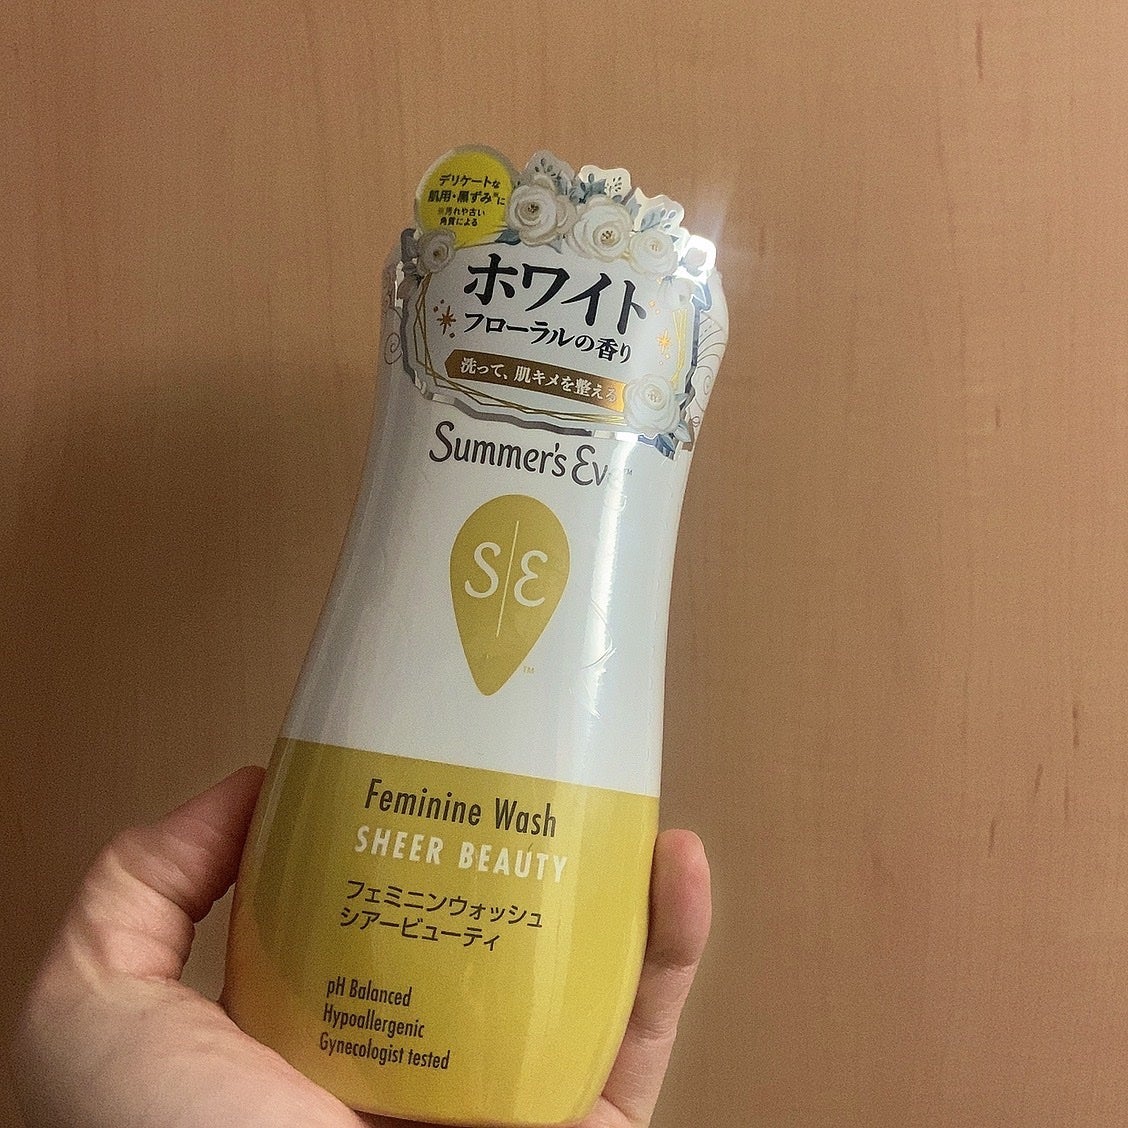 デリケートな
肌用・黒ずみ※に
※汚れや古い
角質による
ホワイト
フローラルの香り
洗って、肌キメを整える
Summer's Eve™
S|E
™
Feminine Wash
SHEER BEAUTY
フェミニンウォッシュ
シアービューティ
pH Balanced
Hypoallergenic
Gynecologist tested